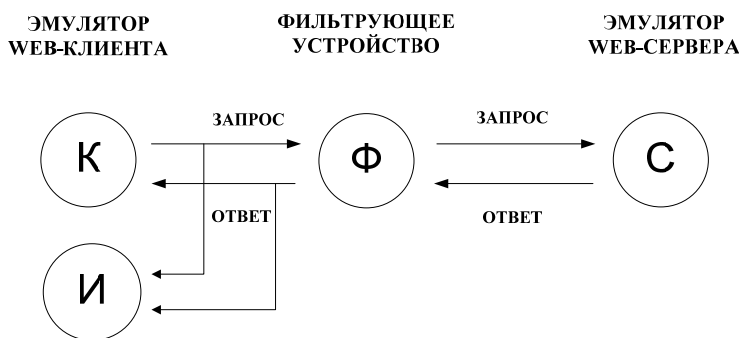 ЭМУЛЯТОР
WEB-КЛИЕНТА
ФИЛЬТРУЮЩЕЕ
УСТРОЙСТВО
ЭМУЛЯТОР
WEB-СЕРВЕРА
ЗАПРОС
ЗАПРОС
К
Ф
С
ОТВЕТ
ОТВЕТ
И